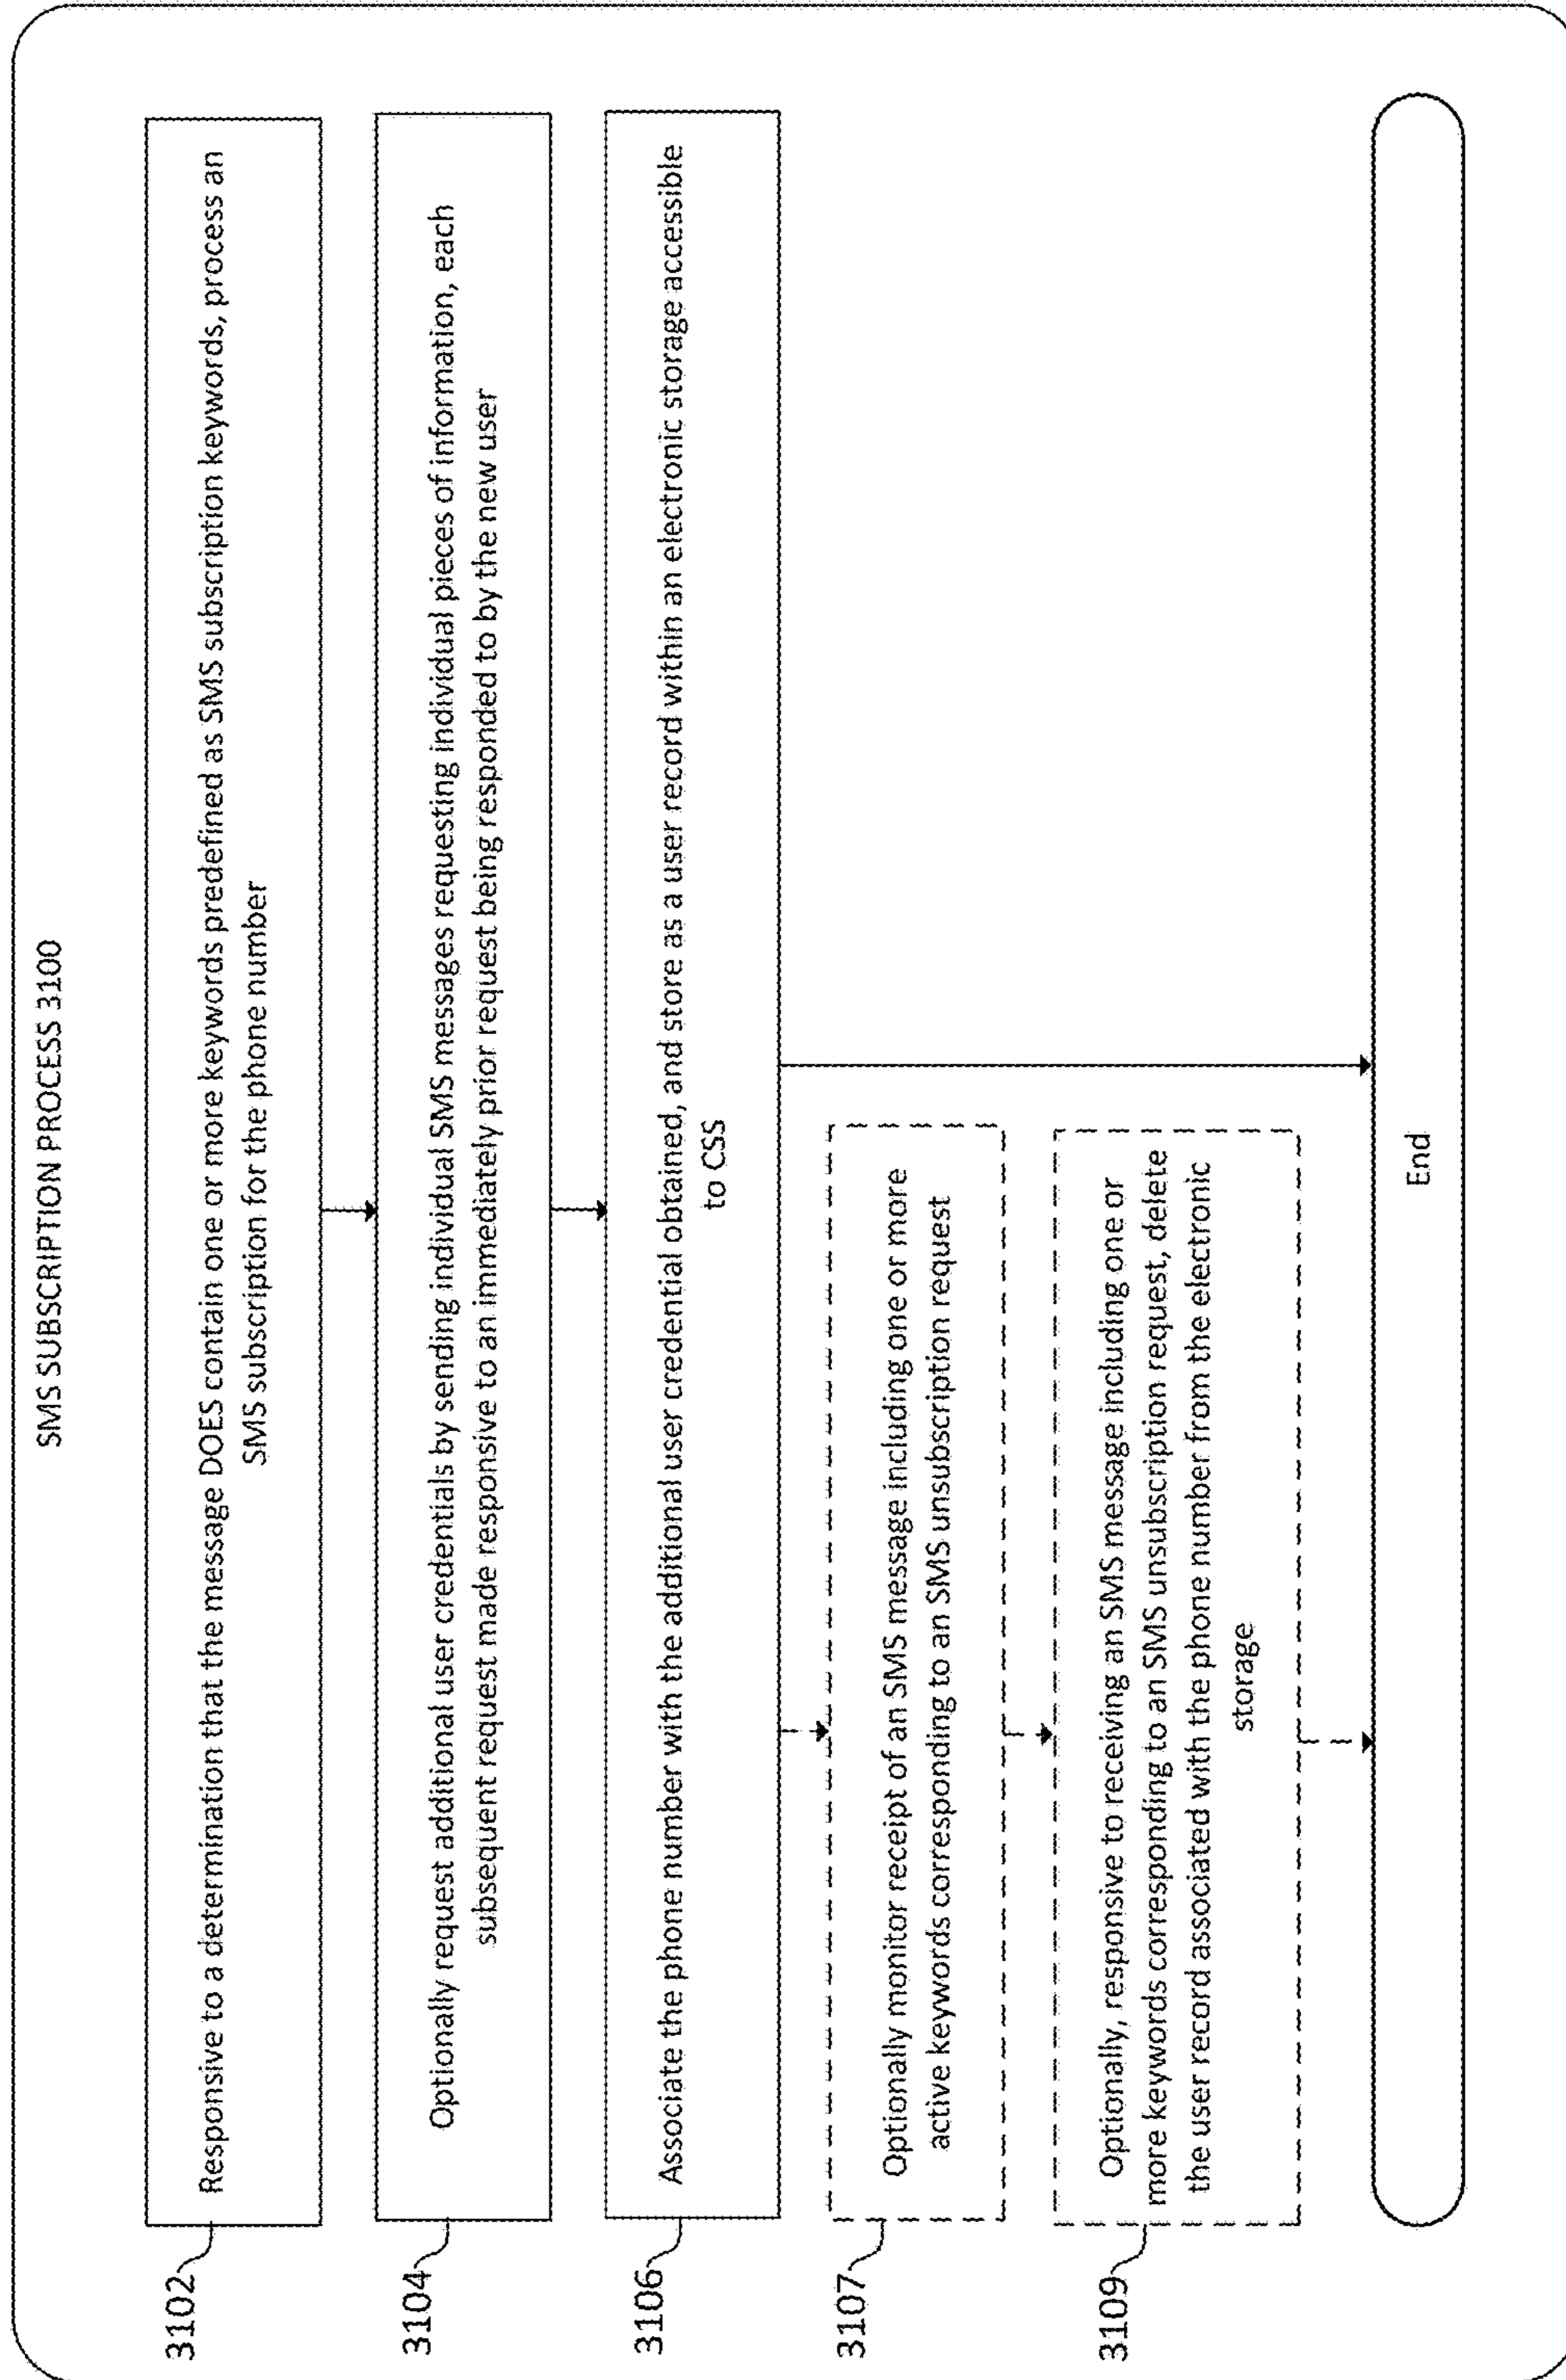 SMS SUBSCRIPTION PROCESS 3100
3102
Responsive to a determination that the message DOES contain one or more keywords predefined as SMS subscription keywords, process an
SMS subscription for the phone number
3104
Optionally request additional user credentials by sending individual SMS messages requesting individual pieces of information, each
subsequent request made responsive to an immediately prior request being responded to by the new user
3106
Associate the phone number with the additional user credential obtained, and store as a user record within an electronic storage accessible
to CSS
3107
Optionally monitor receipt of an SMS message including one or more
active keywords corresponding to an SMS unsubscription request
3109
Optionally, responsive to receiving an SMS message including one or
more keywords corresponding to an SMS unsubscription request, delete
the user record associated with the phone number from the electronic
storage
End